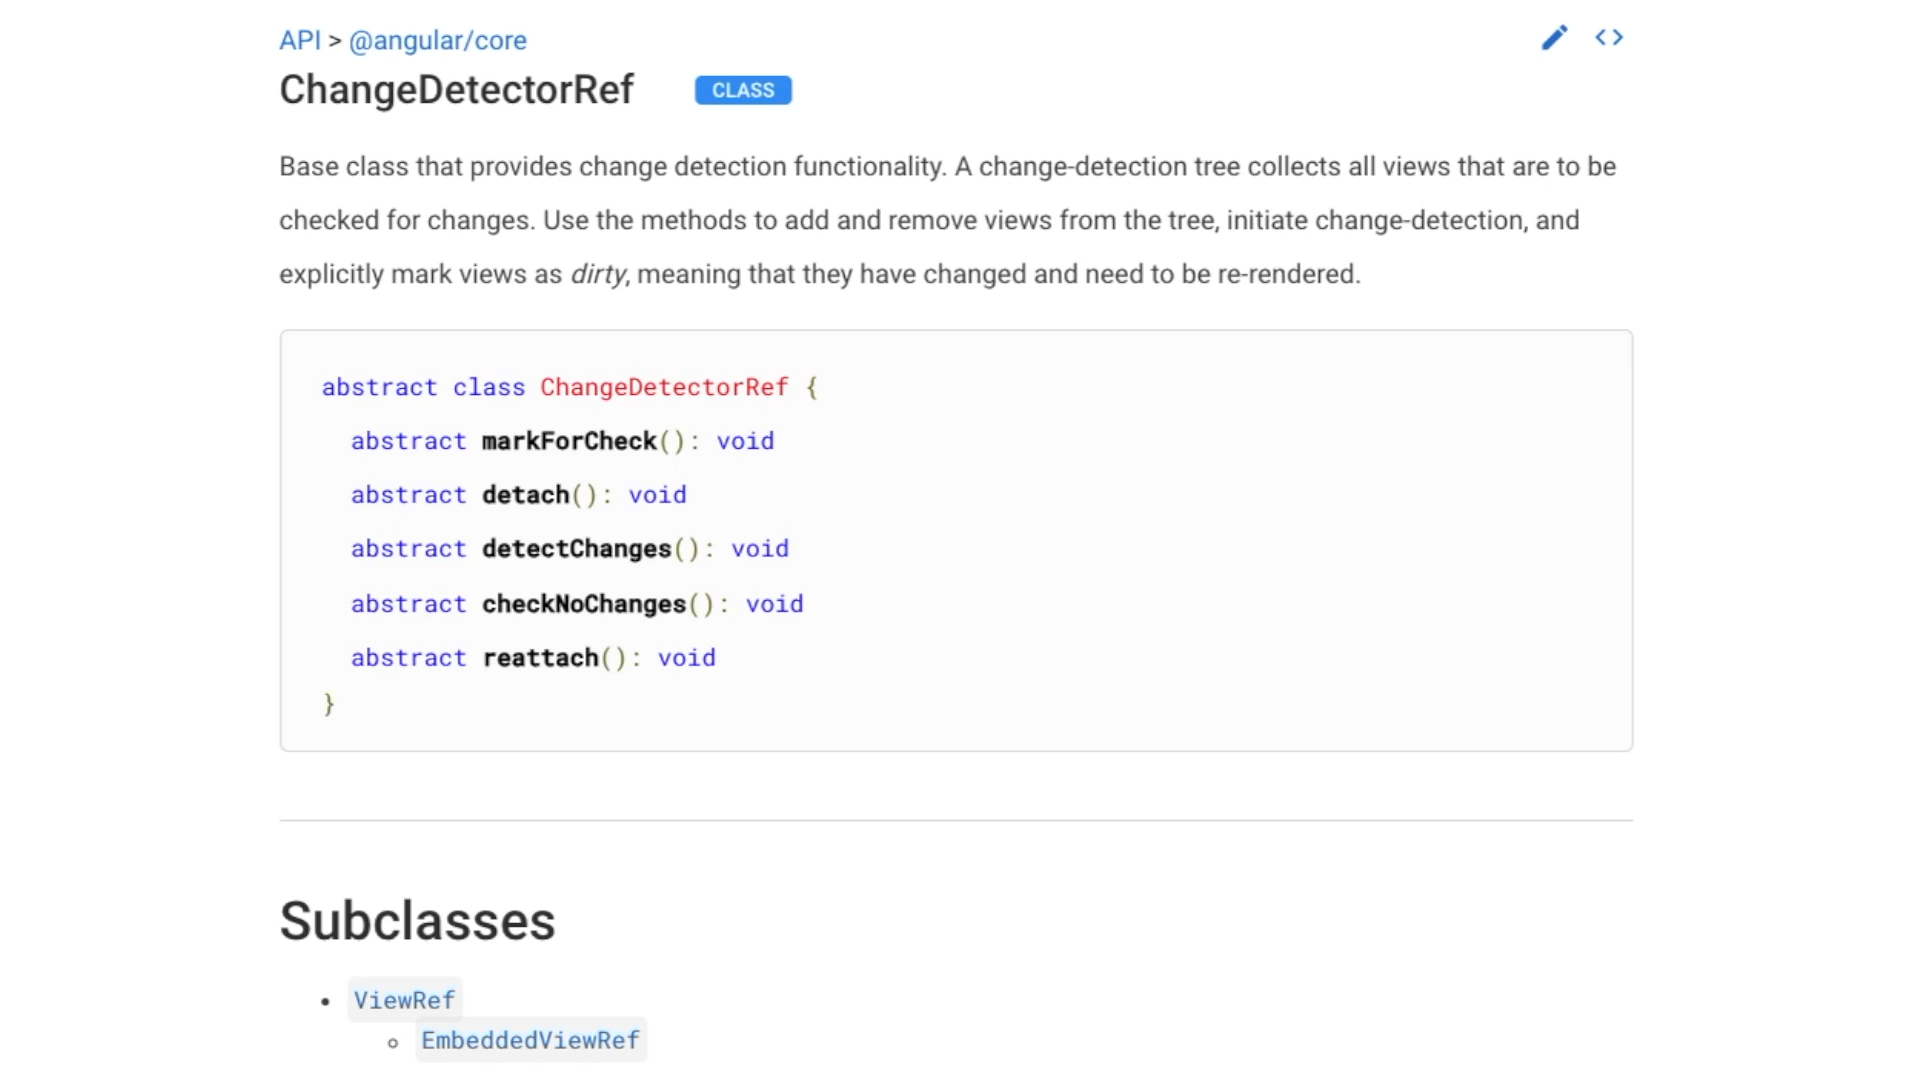 API > @angular/core
ChangeDetectorRef CLASS
Base class that provides change detection functionality. A change-detection tree collects all views that are to be
checked for changes. Use the methods to add and remove views from the tree, initiate change-detection, and
explicitly mark views as dirty, meaning that they have changed and need to be re-rendered.
abstract class ChangeDetectorRef {
abstract markForCheck(): void
abstract detach(): void
abstract detectChanges(): void
abstract checkNoChanges(): void
abstract reattach(): void
}
Subclasses
ViewRef
EmbeddedViewRef